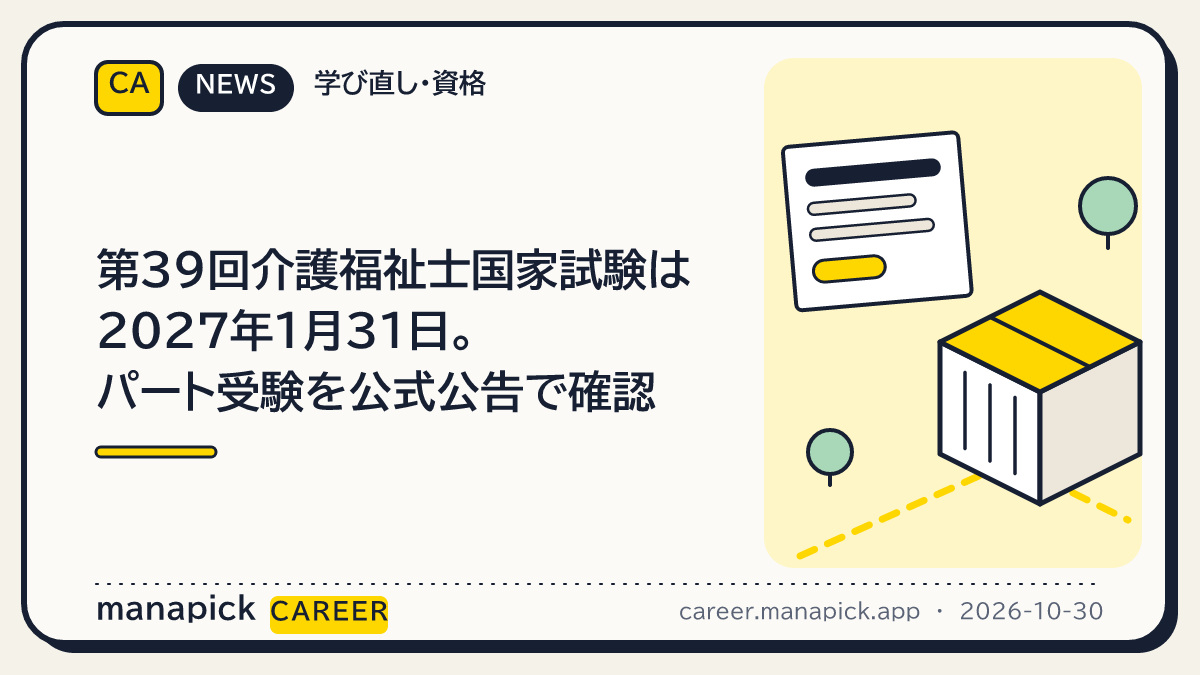 CA NEWS 学び直し・資格
第39回介護福祉士国家試験は
2027年1月31日。
パート受験を公式公告で確認
manapick CAREER
career.manapick.app ・ 2026-10-30